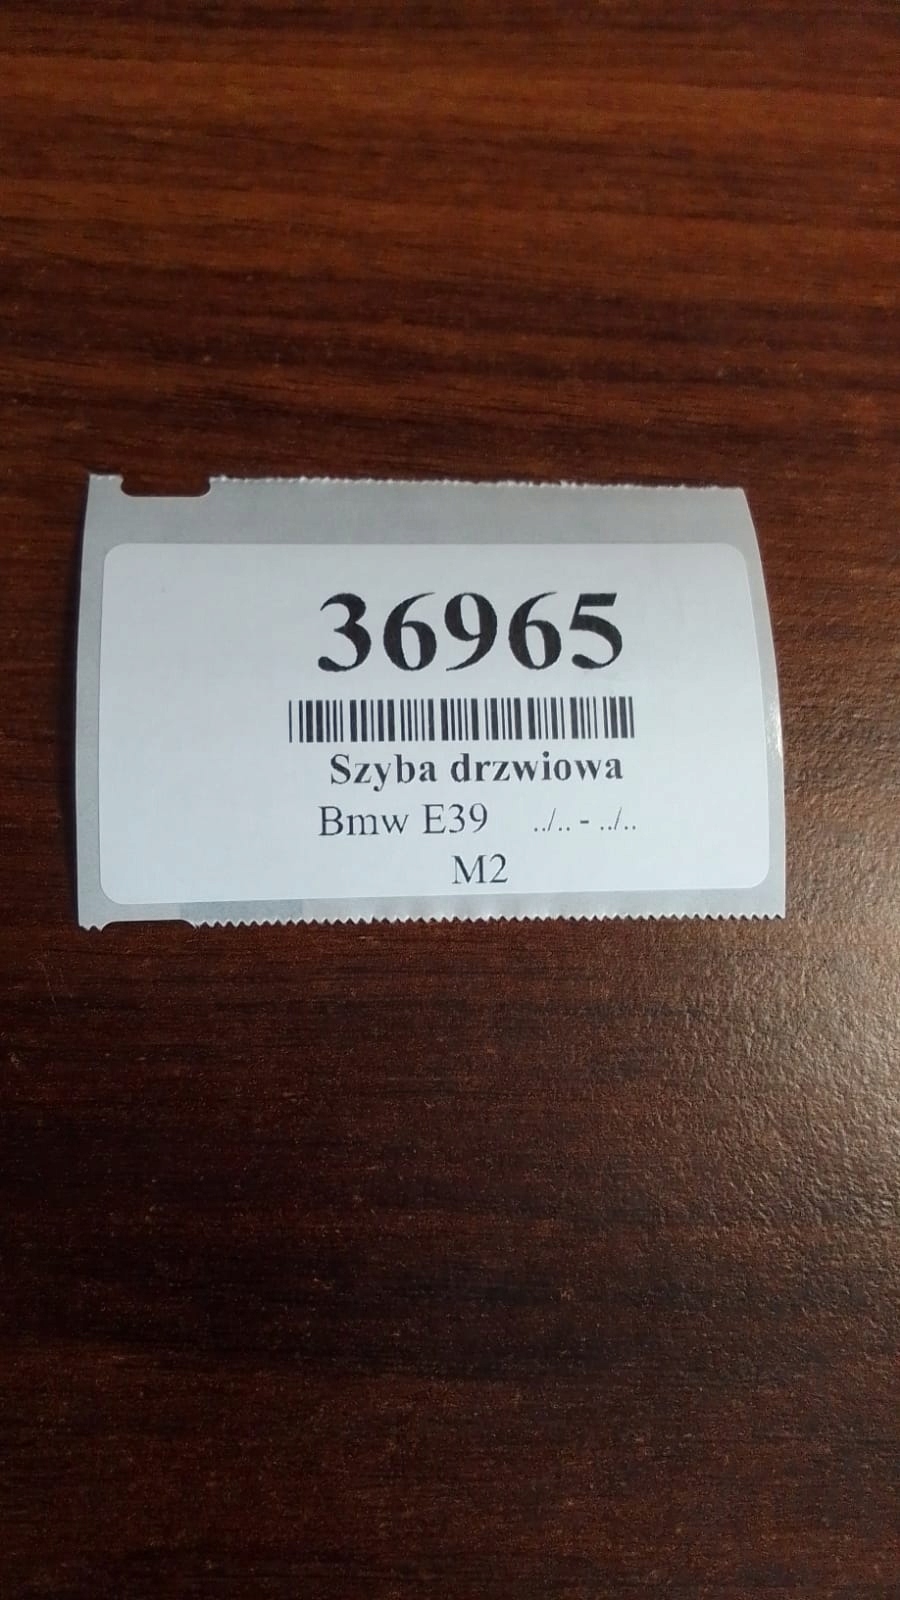 36965
Szyba drzwiowa
Bmw E39 ../.. - ../..
M2